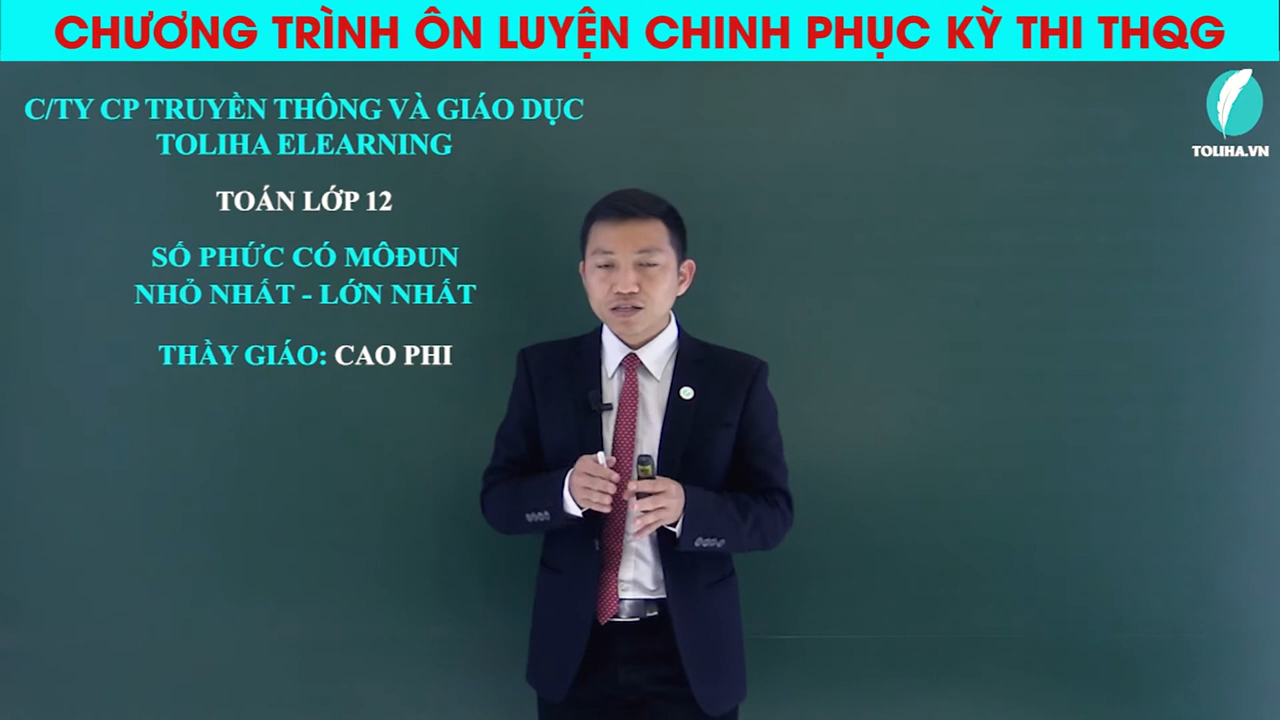 CHƯƠNG TRÌNH ÔN LUYỆN CHINH PHỤC KỲ THI THQG
C/TY CP TRUYỀN THÔNG VÀ GIÁO DỤC
TOLIHA ELEARNING
TOÁN LỚP 12
SỐ PHỨC CÓ MÔĐUN
NHỎ NHẤT - LỚN NHẤT
THẦY GIÁO: CAO PHI
TOLIHA.VN